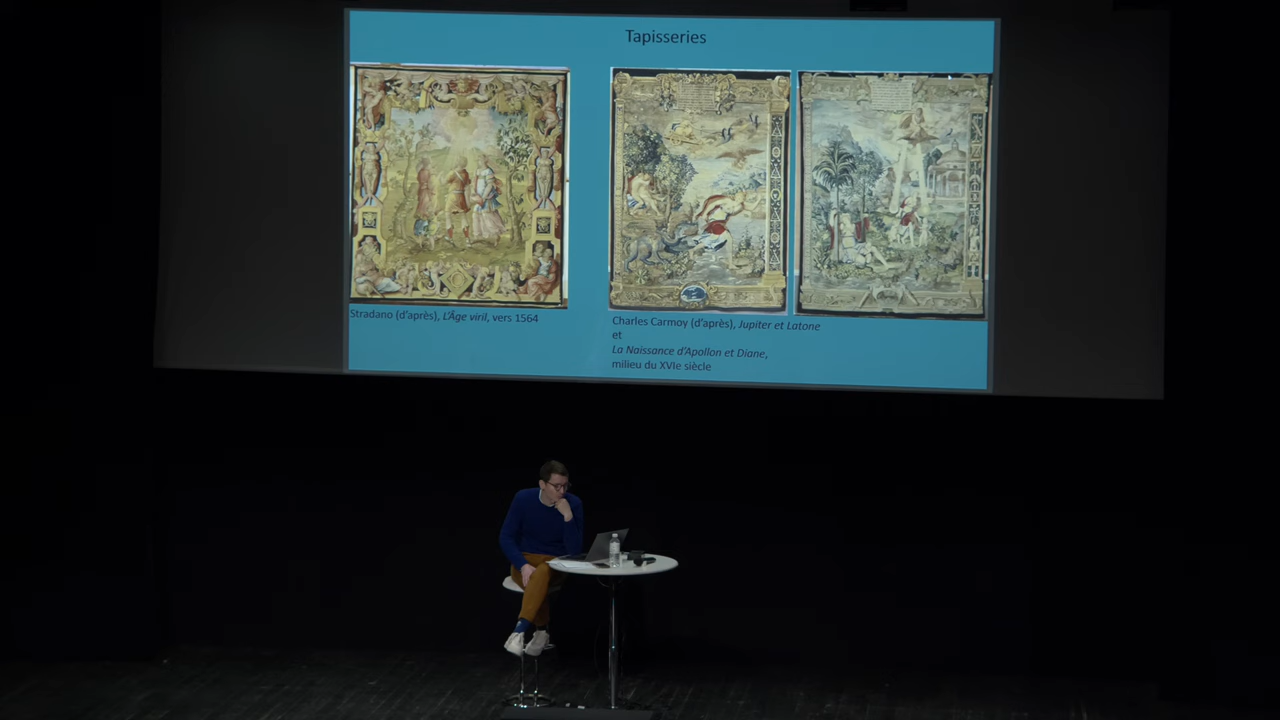 Tapisseries
Stradano (d'après), L'Âge viril, vers 1564
Charles Carmoy (d'après), Jupiter et Latone
et
La Naissance d'Apollon et Diane,
milieu du XVIe siècle